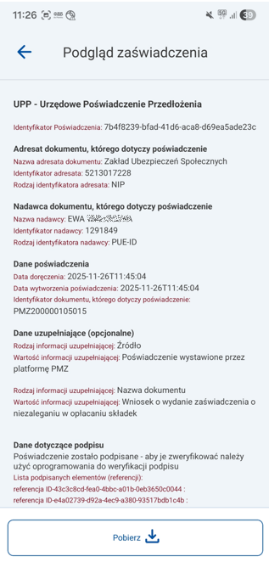 11:26
Podgląd zaświadczenia
UPP - Urzędowe Poświadczenie Przedłożenia
Identyfikator Poświadczenia: 7b4f8239-bfad-41d6-aca8-d69ea5ade23c
Adresat dokumentu, którego dotyczy poświadczenie
Nazwa adresata dokumentu: Zakład Ubezpieczeń Społecznych
Identyfikator adresata: 5213017228
Rodzaj identyfikatora adresata: NIP
Nadawca dokumentu, którego dotyczy poświadczenie
Nazwa nadawcy: EWA
Identyfikator nadawcy: 1291849
Rodzaj identyfikatora nadawcy: PUE-ID
Dane poświadczenia
Data doręczenia: 2025-11-26T11:45:04
Data wytworzenia poświadczenia: 2025-11-26T11:45:04
Identyfikator dokumentu, którego dotyczy poświadczenie:
PMZ200000105015
Dane uzupełniające (opcjonalne)
Rodzaj informacji uzupełniającej: Źródło
Wartość informacji uzupełniającej: Poświadczenie wystawione przez
platformę PMZ
Rodzaj informacji uzupełniającej: Nazwa dokumentu
Wartość informacji uzupełniającej: Wniosek o wydanie zaświadczenia o
niezaleganiu w opłacaniu składek
Dane dotyczące podpisu
Poświadczenie zostało podpisane - aby je zweryfikować należy
użyć oprogramowania do weryfikacji podpisu
Lista podpisanych elementów (referencji):
referencja ID-43c3c8cd-fea0-4bbc-a01b-0eb3650c0044 :
referencja ID-e4a02739-d92a-4ec9-a380-93517bdb1c4b :
Pobierz